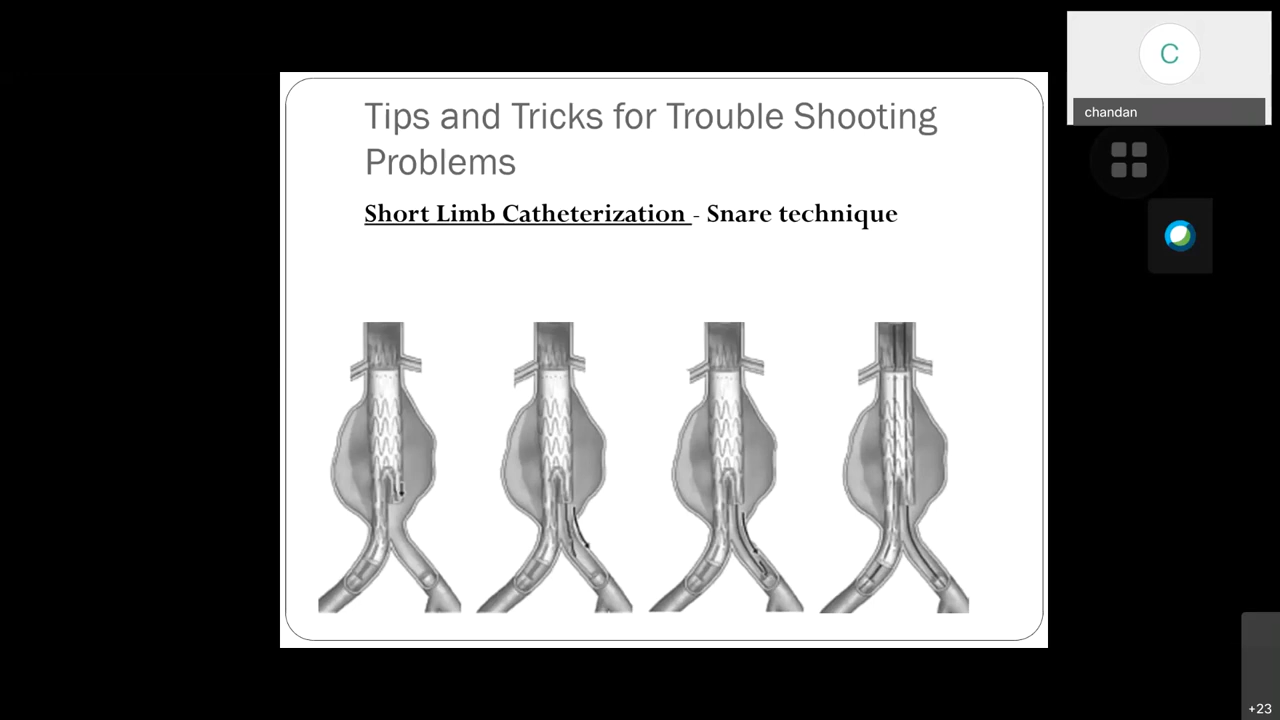 Tips and Tricks for Trouble Shooting
Problems
Short Limb Catheterization - Snare technique
C
chandan
+23